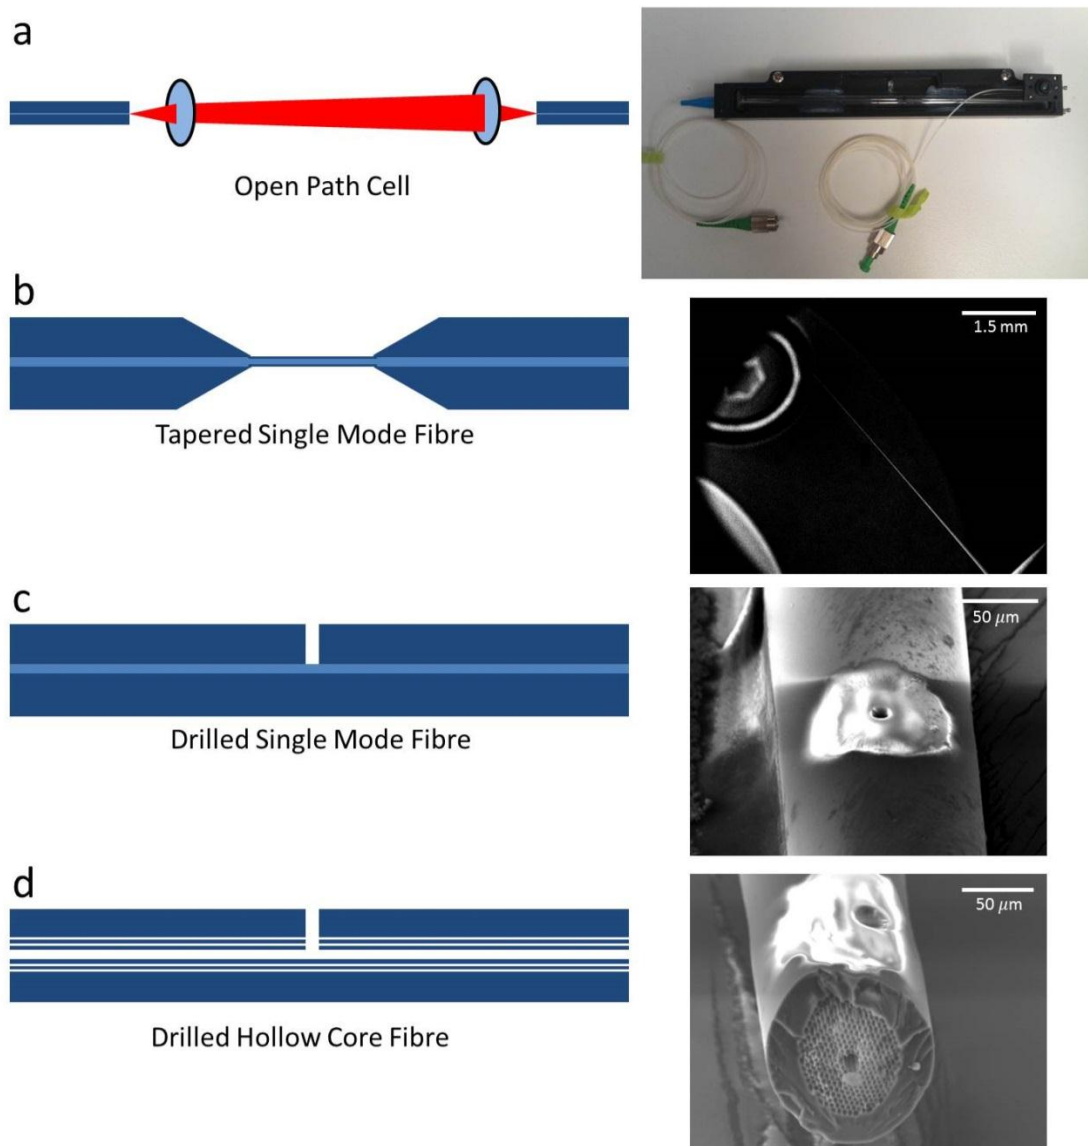 a
Open Path Cell
b
1.5 mm
Tapered Single Mode Fibre
c
50 μm
Drilled Single Mode Fibre
d
50 μm
Drilled Hollow Core Fibre